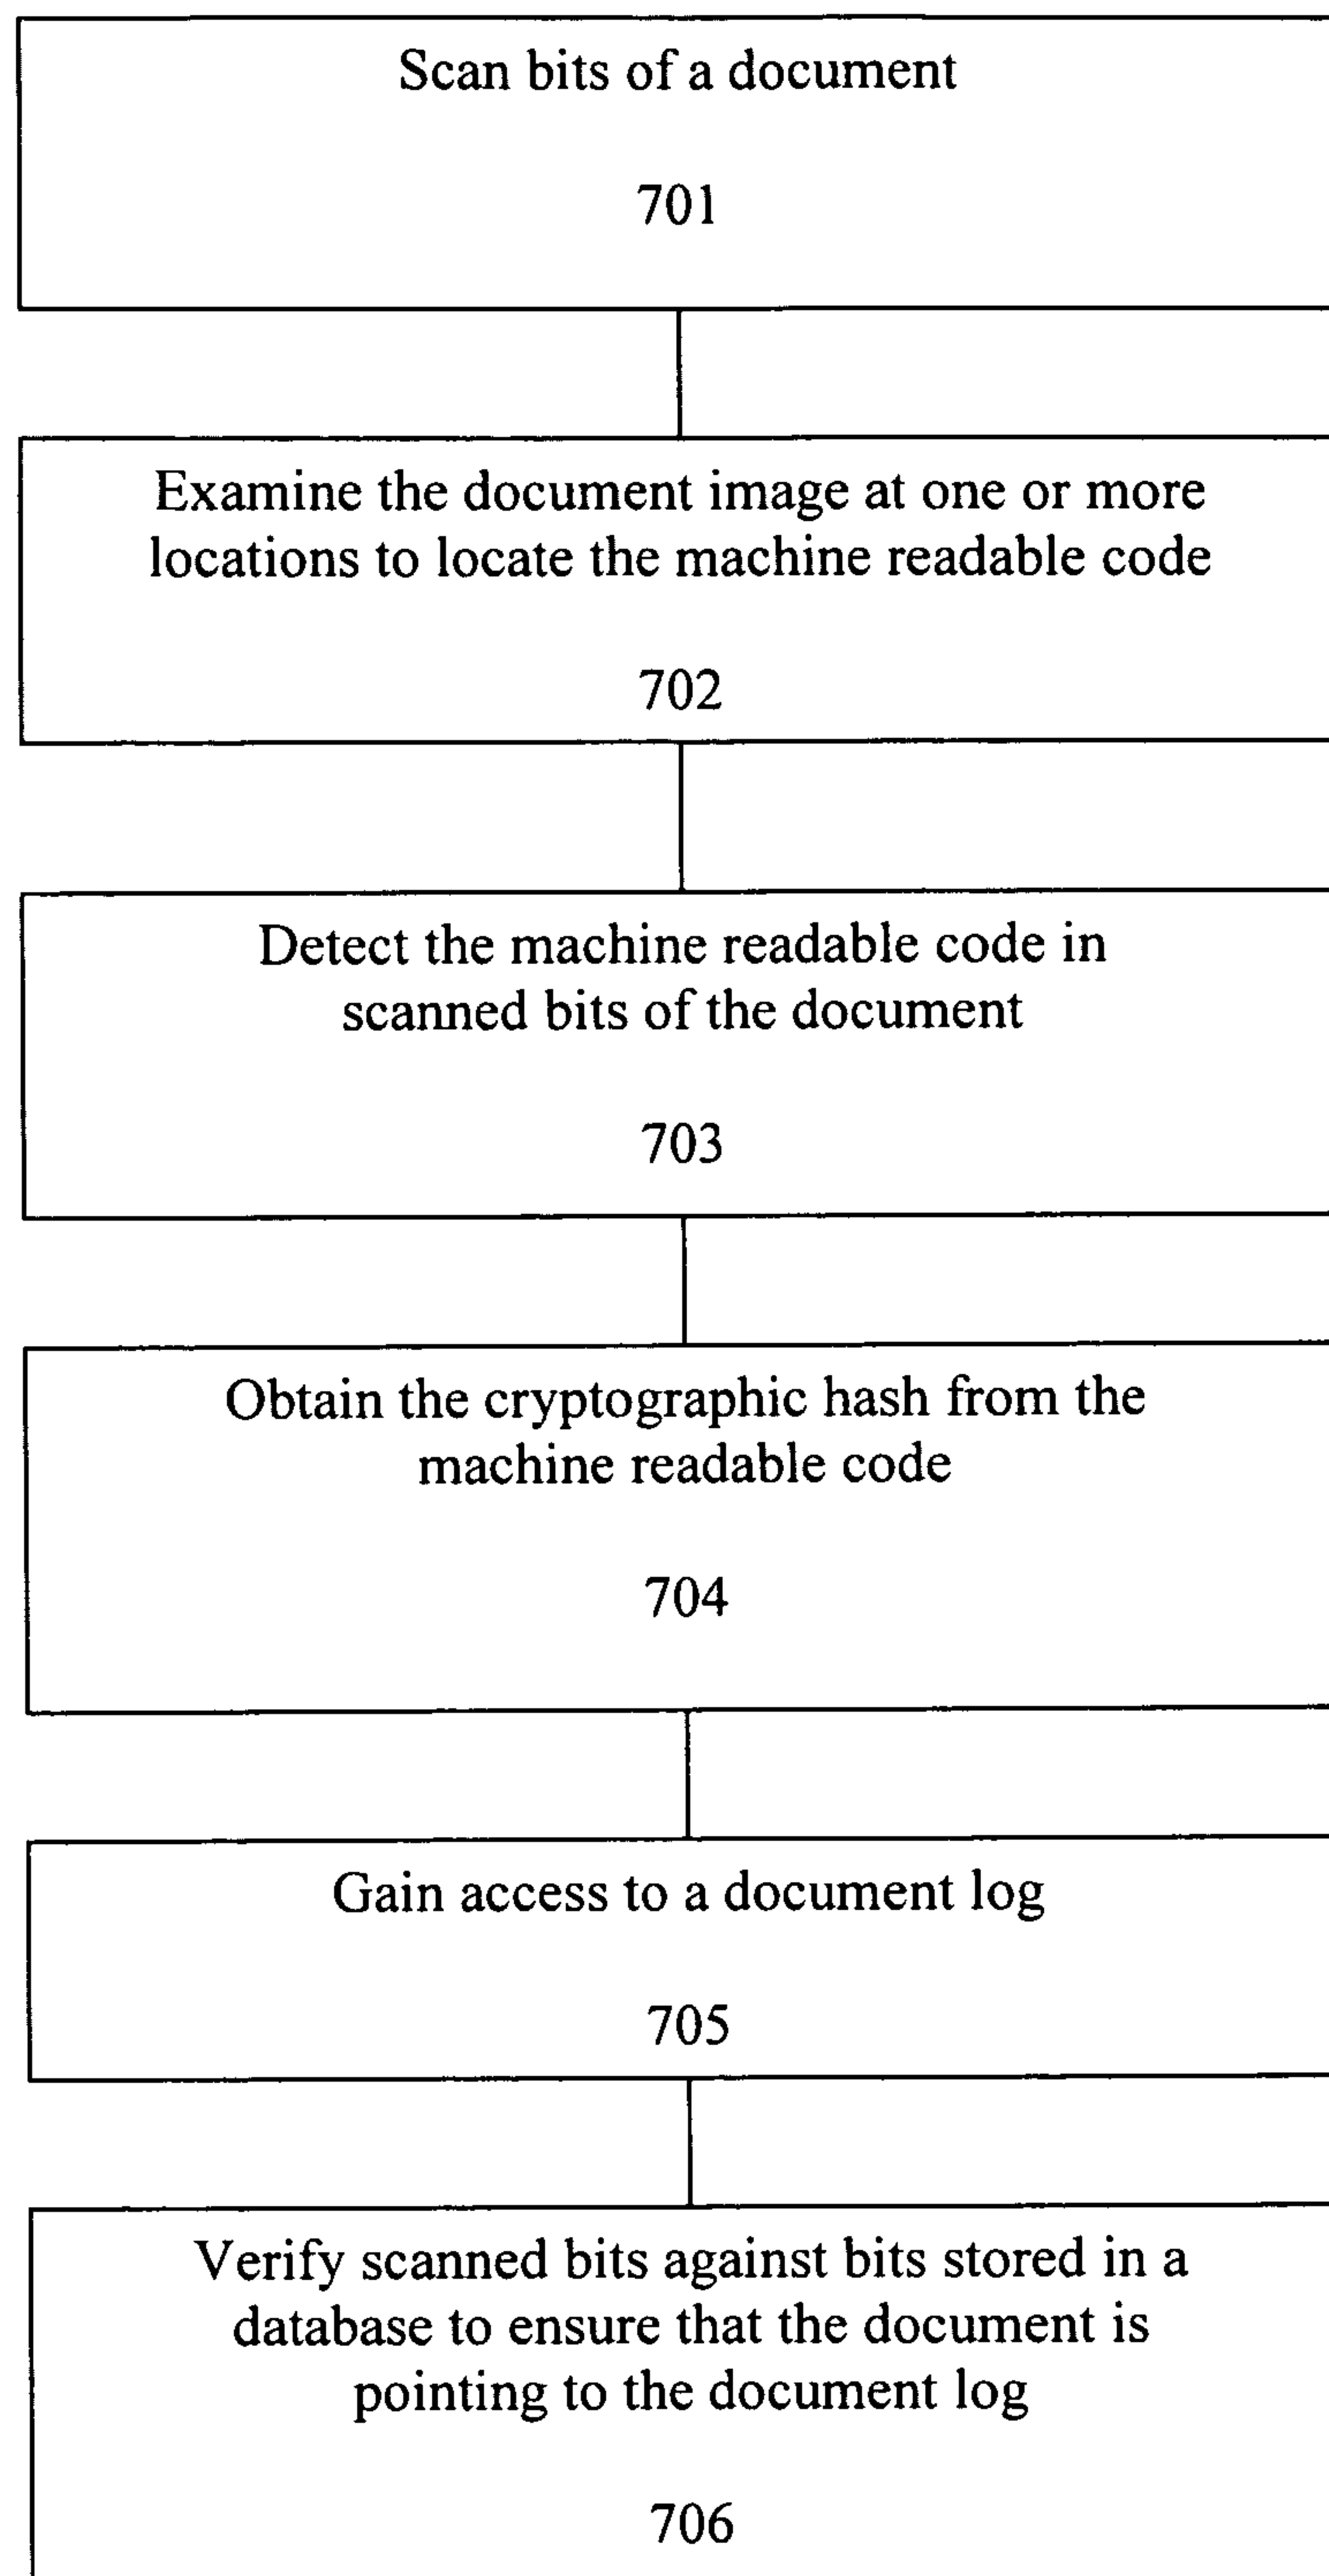 Scan bits of a document
701
Examine the document image at one or more
locations to locate the machine readable code
702
Detect the machine readable code in
scanned bits of the document
703
Obtain the cryptographic hash from the
machine readable code
704
Gain access to a document log
705
Verify scanned bits against bits stored in a
database to ensure that the document is
pointing to the document log
706